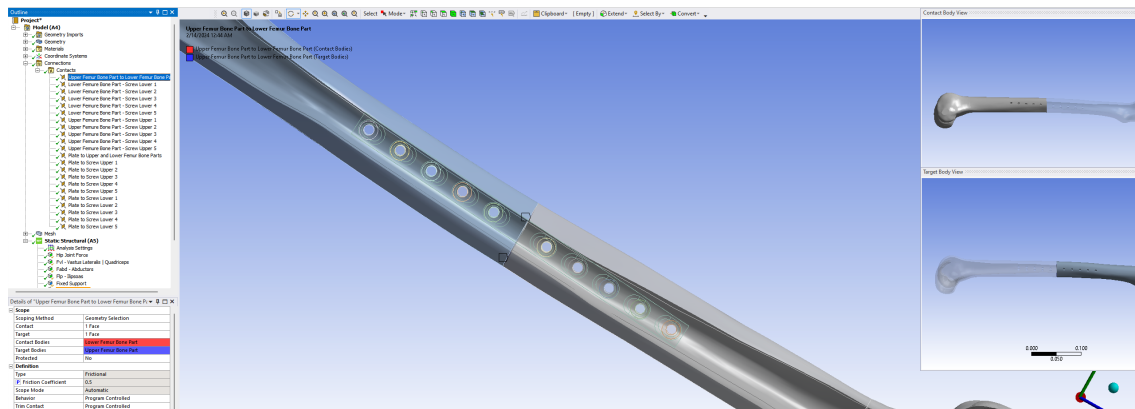 Outline
Project*
Model (A4)
Geometry Imports
Geometry
Materials
Coordinate Systems
Connections
Contacts
Upper Femur Bone Part to Lower Femur Bone Pa
Lower Femure Bone Part - Screw Lower 1
Lower Femure Bone Part - Screw Lower 2
Lower Femure Bone Part - Screw Lower 3
Lower Femure Bone Part - Screw Lower 4
Lower Femure Bone Part - Screw Lower 5
Upper Femure Bone Part - Screw Upper 1
Upper Femure Bone Part - Screw Upper 2
Upper Femure Bone Part - Screw Upper 3
Upper Femure Bone Part - Screw Upper 4
Upper Femure Bone Part - Screw Upper 5
Plate to Upper and Lower Femur Bone Parts
Plate to Screw Upper 1
Plate to Screw Upper 2
Plate to Screw Upper 3
Plate to Screw Upper 4
Plate to Screw Upper 5
Plate to Screw Lower 1
Plate to Screw Lower 2
Plate to Screw Lower 3
Plate to Screw Lower 4
Plate to Screw Lower 5
Mesh
Static Structural (A5)
Analysis Settings
Hip Joint Force
Fvl - Vastus Lateralis | Quadriceps
Fabd - Abductors
Fip - Ilipsoas
Fixed Support
Details of "Upper Femur Bone Part to Lower Femur Bone Pa
Scope
Scoping Method Geometry Selection
Contact 1 Face
Target 1 Face
Contact Bodies Lower Femur Bone Part
Target Bodies Upper Femur Bone Part
Protected No
Definition
Type Frictional
P Friction Coefficient 0.5
Scope Mode Automatic
Behavior Program Controlled
Trim Contact Program Controlled
Select Mode Clipboard [ Empty ] Extend Select By Convert
Upper Femur Bone Part to Lower Femur Bone Part
2/14/2024 12:44 AM
Upper Femur Bone Part to Lower Femur Bone Part (Contact Bodies)
Upper Femur Bone Part to Lower Femur Bone Part (Target Bodies)
Contact Body View
Target Body View
0.000 0.100
0.050